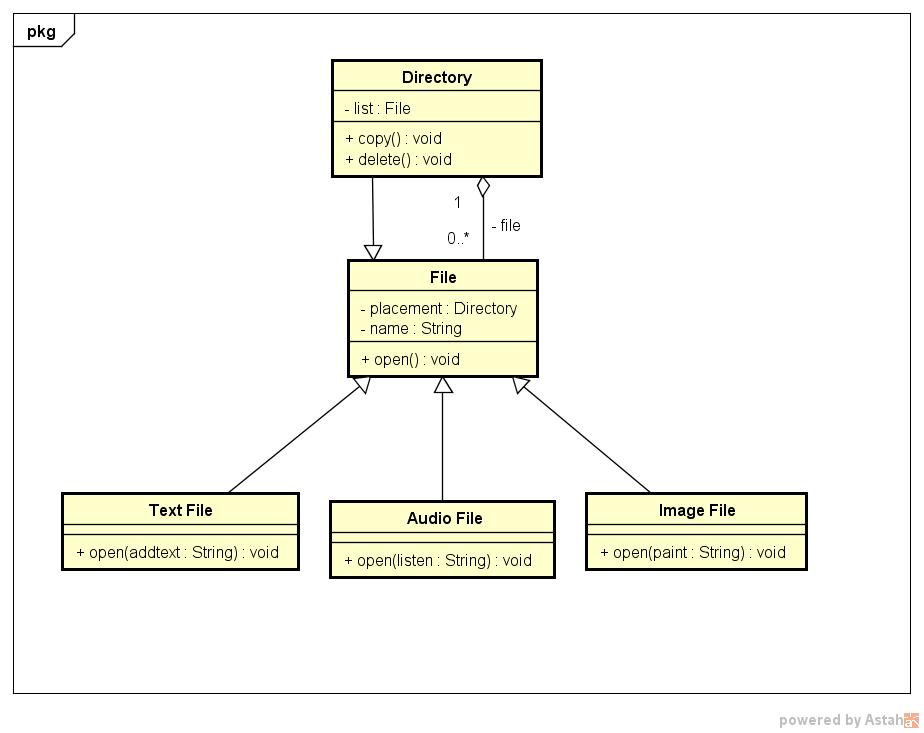 pkg
Directory
- list : File
+ copy() : void
+ delete() : void
1
- file
0..*
File
- placement : Directory
- name : String
+ open() : void
Text File
+ open(addtext : String) : void
Audio File
+ open(listen : String) : void
Image File
+ open(paint : String) : void
powered by Astah